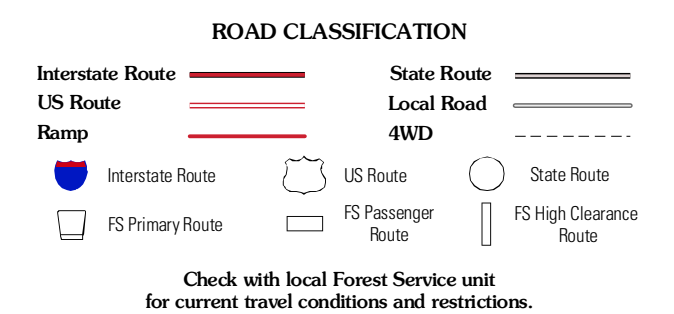 ROAD CLASSIFICATION
Interstate Route
State Route
US Route
Local Road
Ramp
4WD
Interstate Route
US Route
State Route
FS Primary Route
FS Passenger
Route
FS High Clearance
Route
Check with local Forest Service unit
for current travel conditions and restrictions.